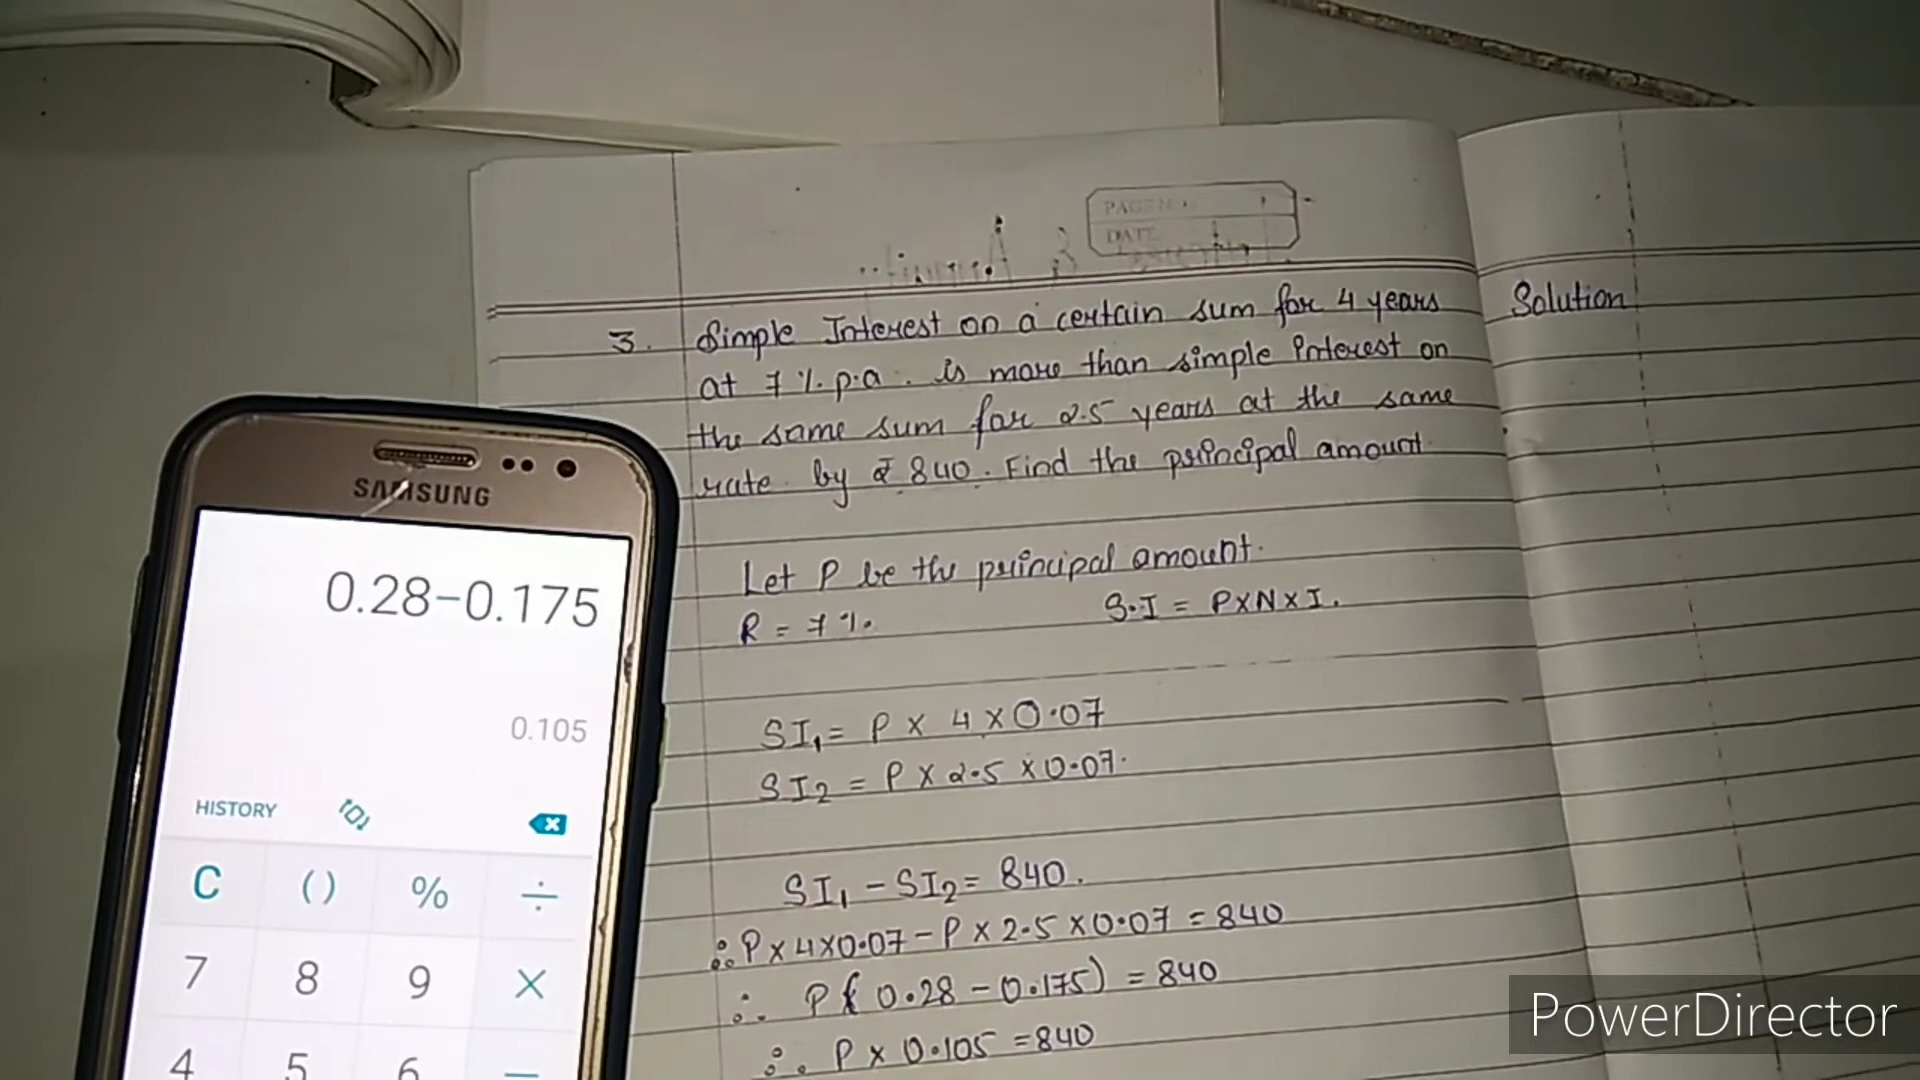 PAGE No.
DATE
3. Simple Interest on a certain sum for 4 years
at 7 %. p.a. is more than simple interest on
the same sum for 2.5 years at the same
rate by ₹ 840. Find the principal amount.
Let P be the principal amount.
R = 7 %.
S.I = P×N×I.
SI₁ = P × 4 × 0.07
SI₂ = P × 2.5 × 0.07.
SI₁ - SI₂ = 840.
∴ P × 4×0.07 - P × 2.5 × 0.07 = 840
∴ P ( 0.28 - 0.175) = 840
∴ P × 0.105 = 840
Solution
SAMSUNG
0.28-0.175
0.105
HISTORY
C ( ) % ÷
7 8 9 ×
4 5 6 -
PowerDirector